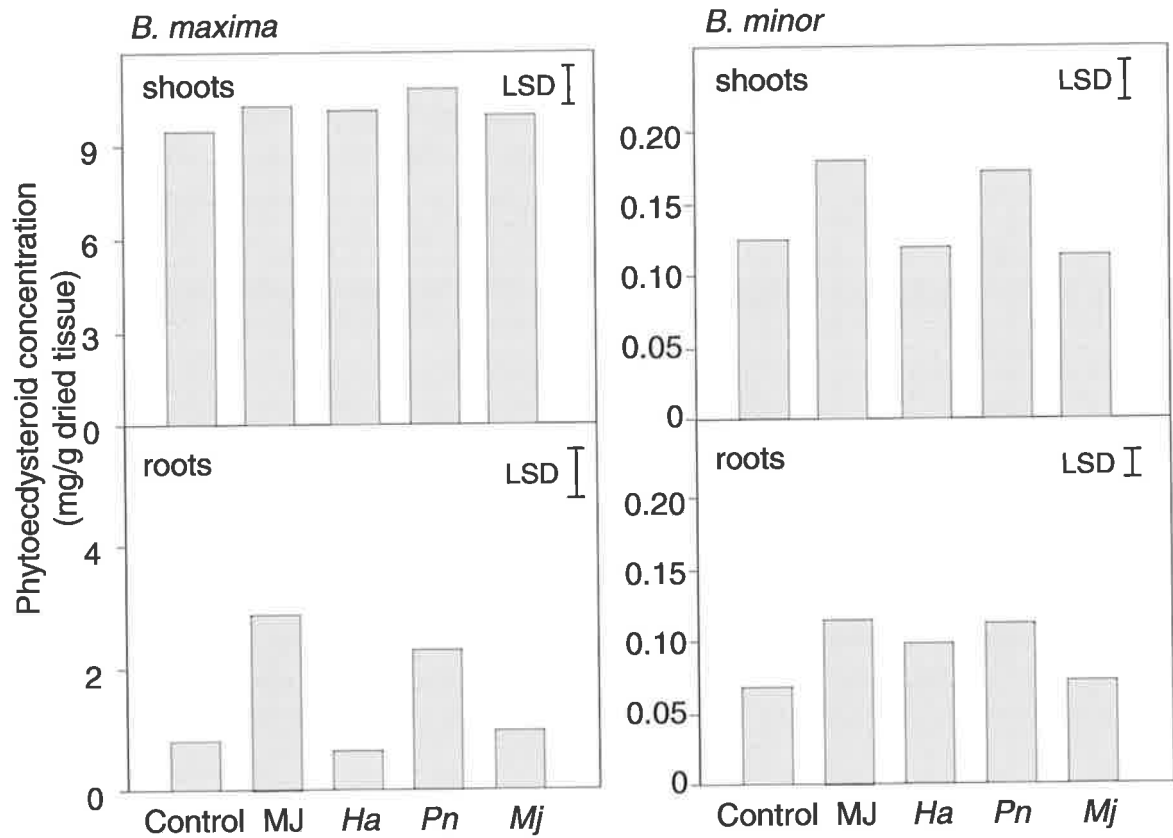 B. maxima
shoots
LSD
9
6
3
0
roots
LSD
4
2
0
Control MJ Ha Pn Mj
Phytoecdysteroid concentration
(mg/g dried tissue)
B. minor
shoots
LSD
0.20
0.15
0.10
0.05
0
roots
LSD
0.20
0.15
0.10
0.05
0
Control MJ Ha Pn Mj